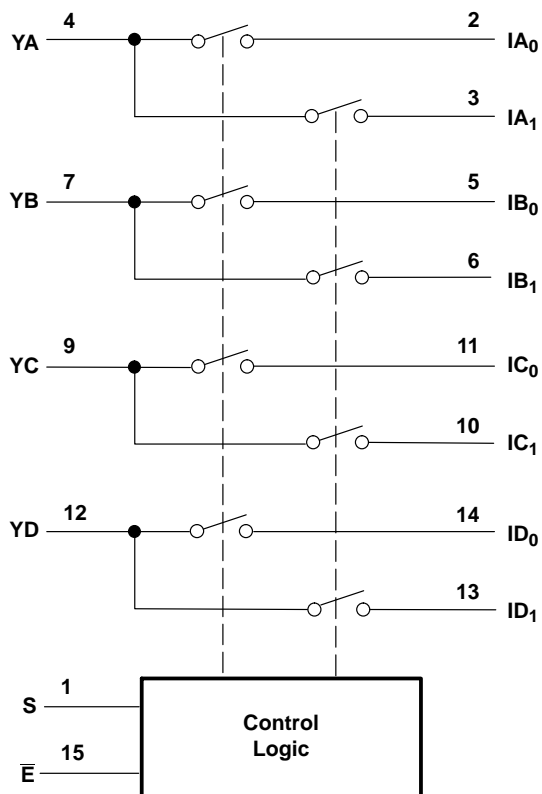 4 2
YA IA₀
3
IA₁
7 5
YB IB₀
6
IB₁
9 11
YC IC₀
10
IC₁
12 14
YD ID₀
13
ID₁
1
S
Control
Logic
15
E̅